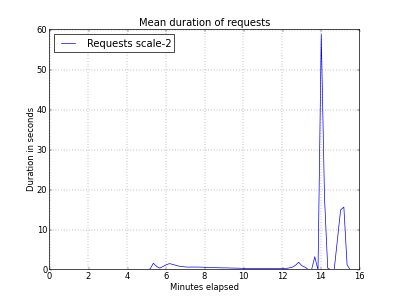 Mean duration of requests
Requests scale-2
Duration in seconds
60
50
40
30
20
10
0
0 2 4 6 8 10 12 14 16
Minutes elapsed